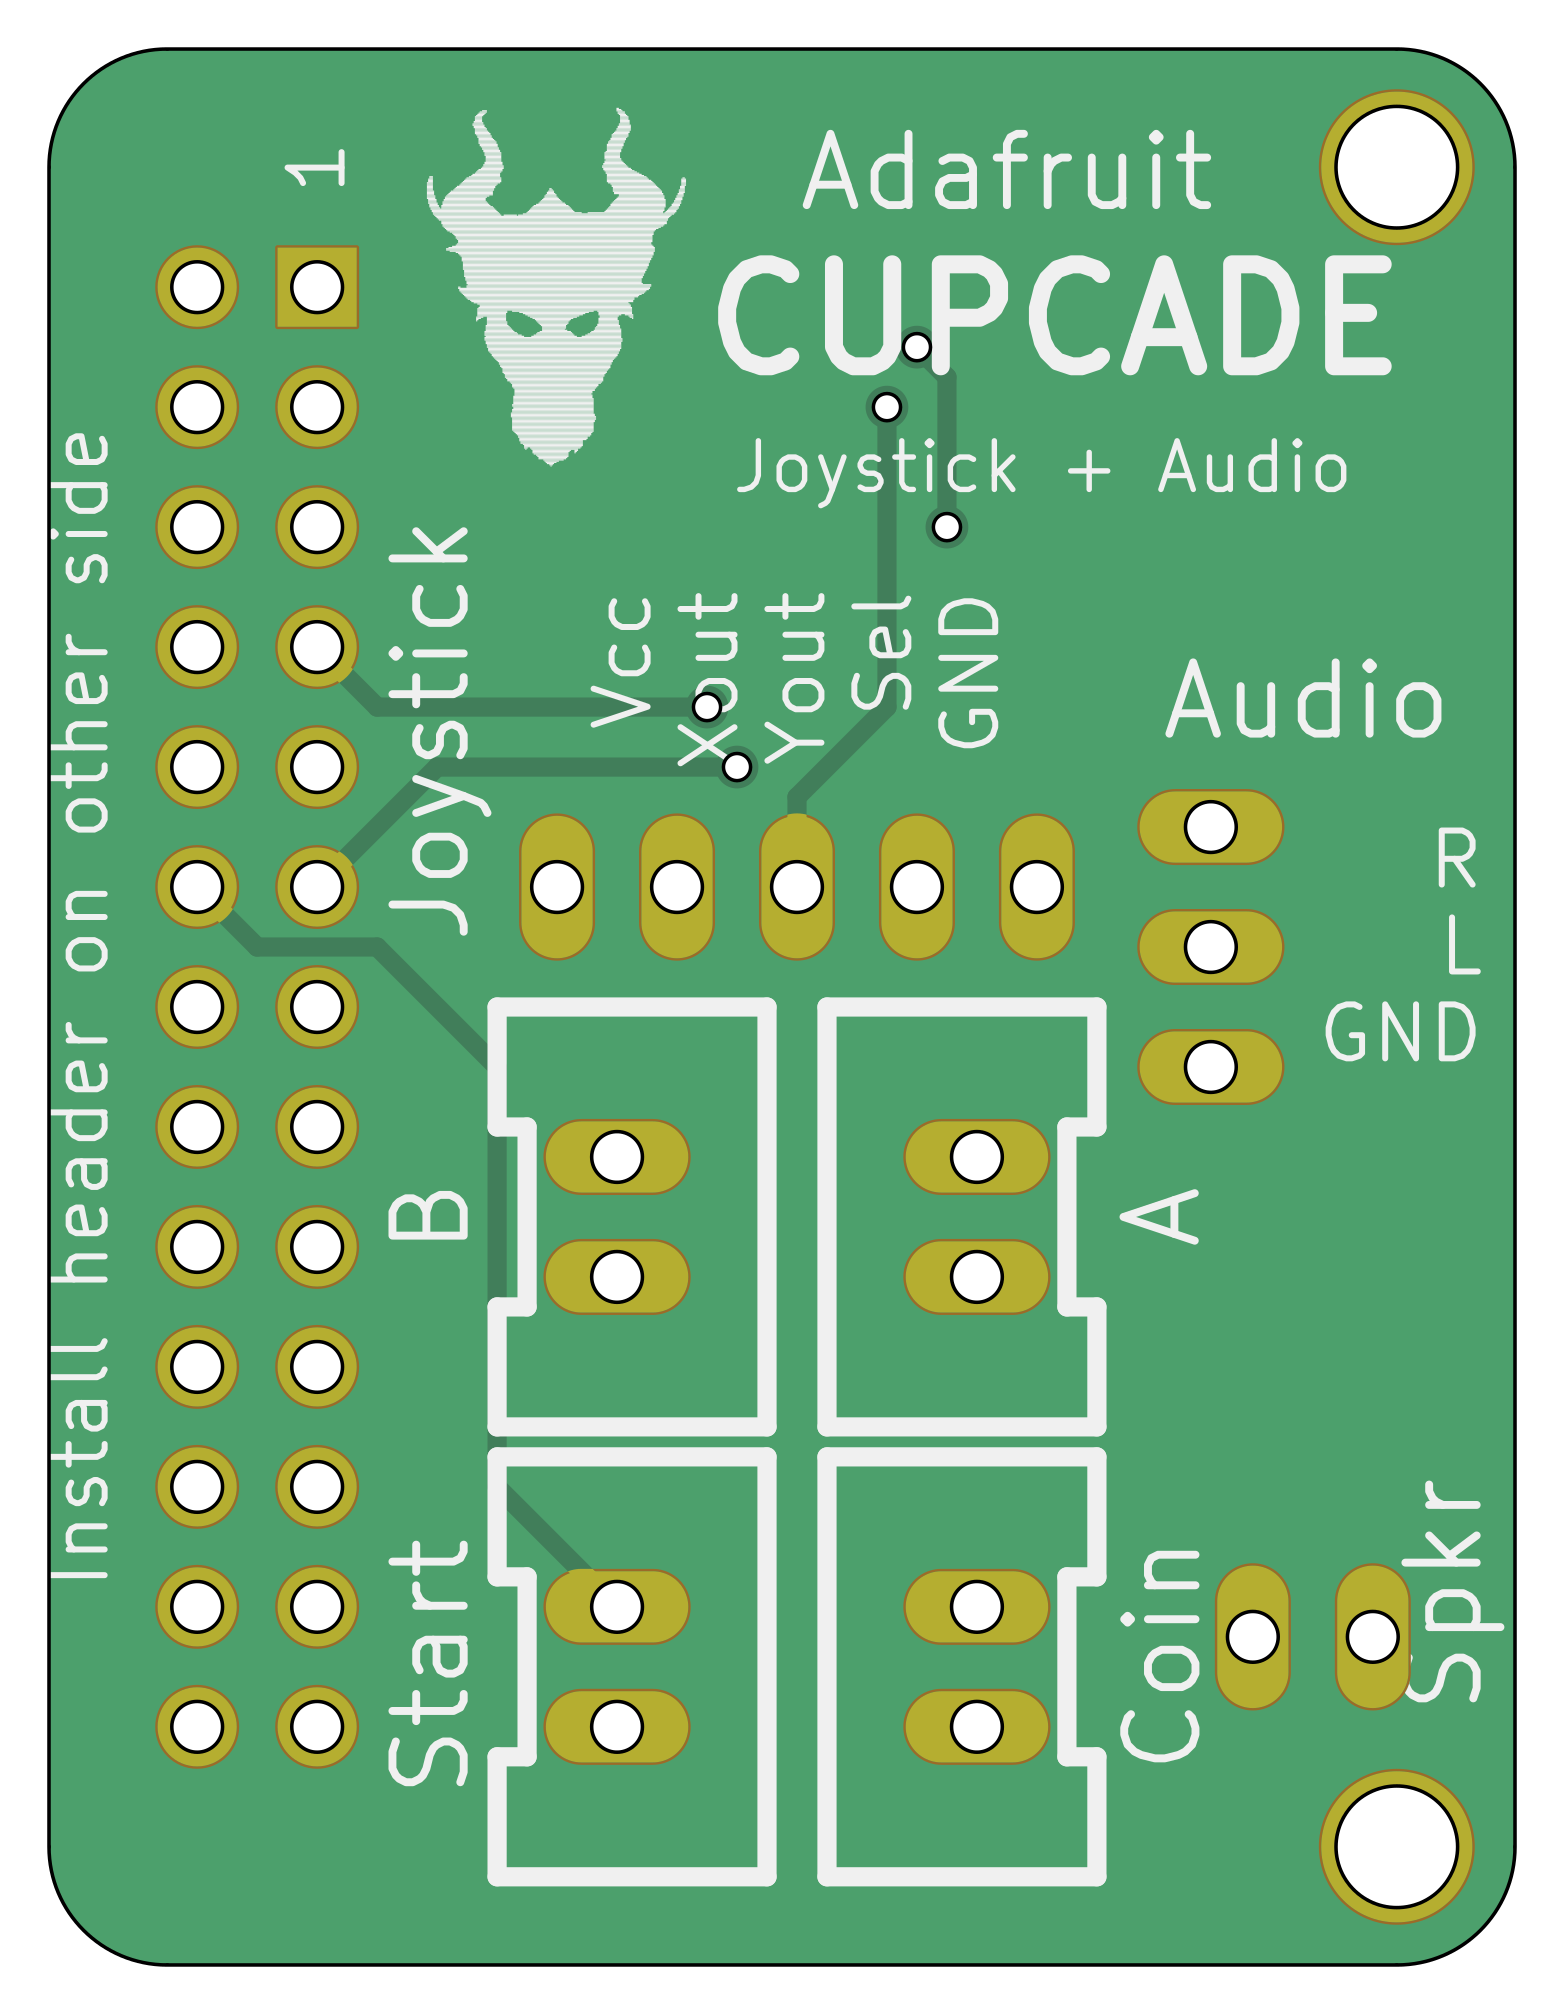 1
Adafruit
CUPCADE
Joystick + Audio
Install header on other side
Joystick
Vcc
Xout
Yout
Sel
GND
Audio
R
L
GND
B
A
Start
Coin
Spkr